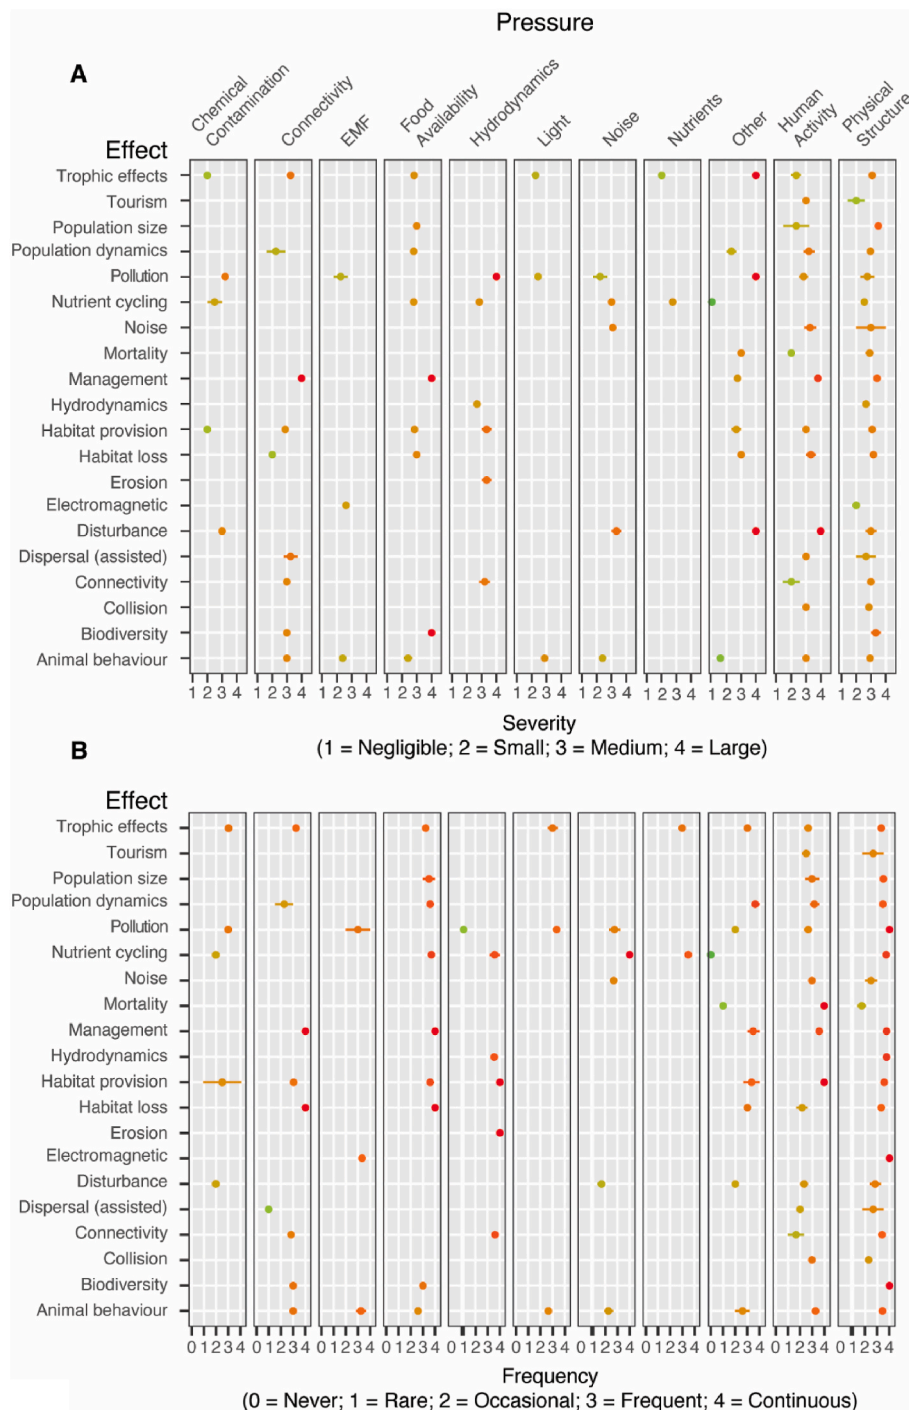 Pressure
A
Chemical
Contamination
Connectivity
EMF
Food
Availability
Hydrodynamics
Light
Noise
Nutrients
Other
Human
Activity
Physical
Structure
Effect
Trophic effects
Tourism
Population size
Population dynamics
Pollution
Nutrient cycling
Noise
Mortality
Management
Hydrodynamics
Habitat provision
Habitat loss
Erosion
Electromagnetic
Disturbance
Dispersal (assisted)
Connectivity
Collision
Biodiversity
Animal behaviour
1 2 3 4 1 2 3 4 1 2 3 4 1 2 3 4 1 2 3 4 1 2 3 4 1 2 3 4 1 2 3 4 1 2 3 4 1 2 3 4 1 2 3 4
Severity
(1 = Negligible; 2 = Small; 3 = Medium; 4 = Large)
B
Effect
Trophic effects
Tourism
Population size
Population dynamics
Pollution
Nutrient cycling
Noise
Mortality
Management
Hydrodynamics
Habitat provision
Habitat loss
Erosion
Electromagnetic
Disturbance
Dispersal (assisted)
Connectivity
Collision
Biodiversity
Animal behaviour
0 1 2 3 4 0 1 2 3 4 0 1 2 3 4 0 1 2 3 4 0 1 2 3 4 0 1 2 3 4 0 1 2 3 4 0 1 2 3 4 0 1 2 3 4 0 1 2 3 4 0 1 2 3 4
Frequency
(0 = Never; 1 = Rare; 2 = Occasional; 3 = Frequent; 4 = Continuous)